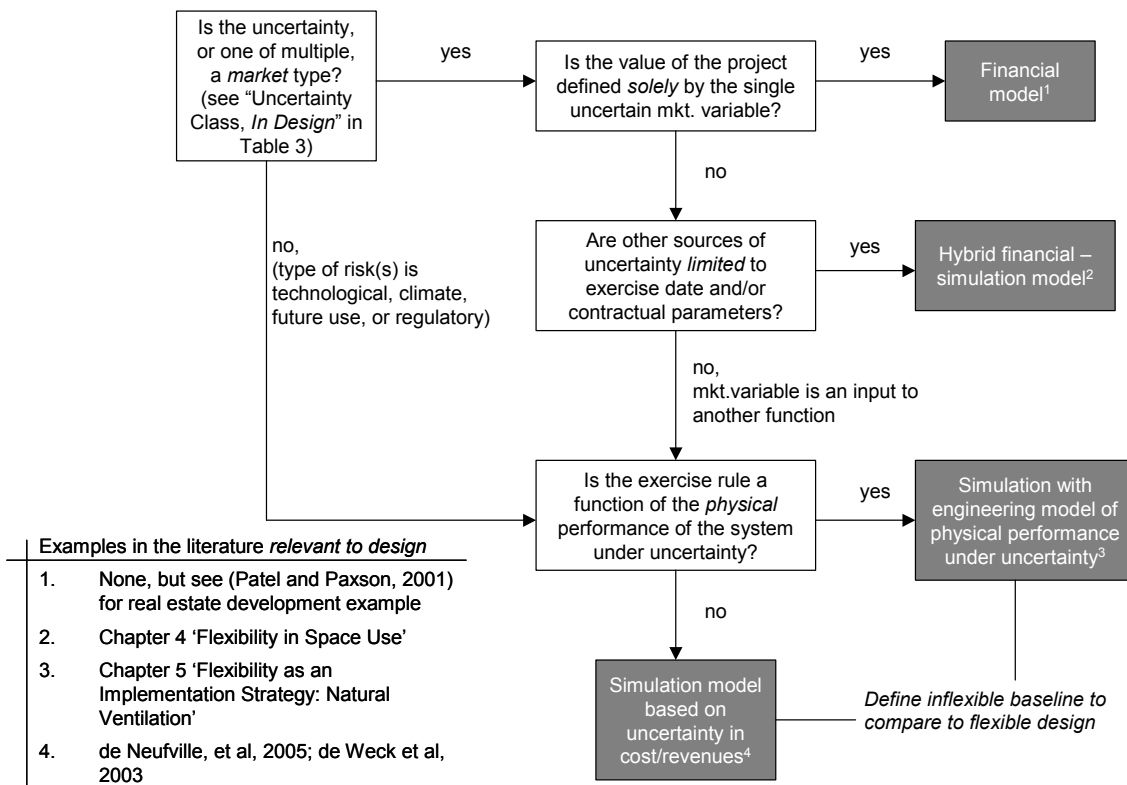 Is the uncertainty,
or one of multiple,
a market type?
(see “Uncertainty
Class, In Design” in
Table 3)
yes
Is the value of the project
defined solely by the single
uncertain mkt. variable?
yes
Financial
model¹
no
no,
(type of risk(s) is
technological, climate,
future use, or regulatory)
Are other sources of
uncertainty limited to
exercise date and/or
contractual parameters?
yes
Hybrid financial –
simulation model²
no,
mkt.variable is an input to
another function
Is the exercise rule a
function of the physical
performance of the system
under uncertainty?
yes
Simulation with
engineering model of
physical performance
under uncertainty³
no
Simulation model
based on
uncertainty in
cost/revenues⁴
Define inflexible baseline to
compare to flexible design
Examples in the literature relevant to design
1. None, but see (Patel and Paxson, 2001)
for real estate development example
2. Chapter 4 ‘Flexibility in Space Use’
3. Chapter 5 ‘Flexibility as an
Implementation Strategy: Natural
Ventilation’
4. de Neufville, et al, 2005; de Weck et al,
2003